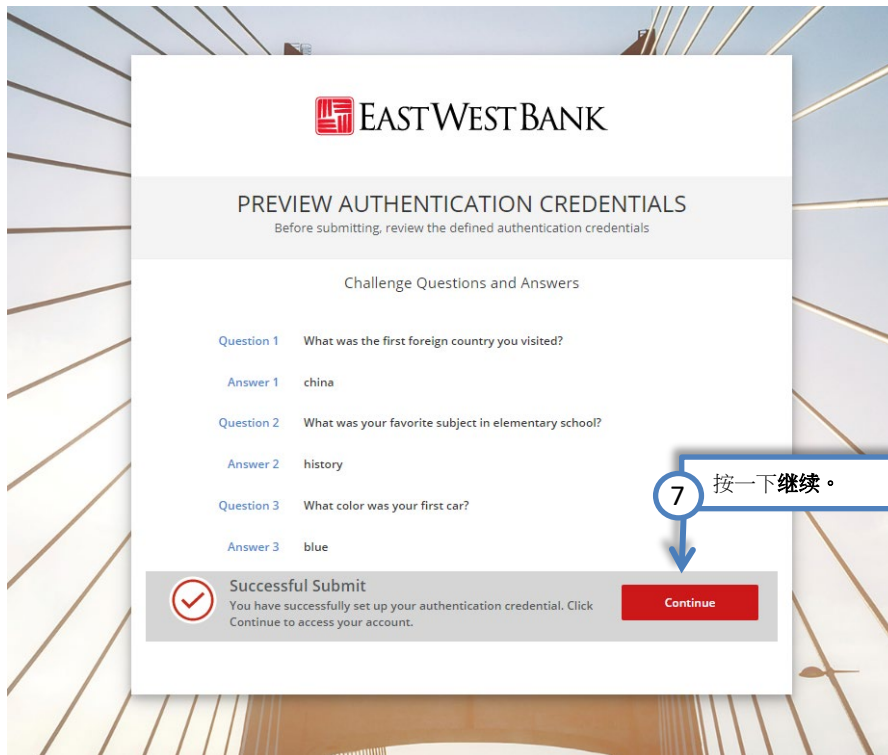 EASTWESTBANK
PREVIEW AUTHENTICATION CREDENTIALS
Before submitting, review the defined authentication credentials
Challenge Questions and Answers
Question 1 What was the first foreign country you visited?
Answer 1 china
Question 2 What was your favorite subject in elementary school?
Answer 2 history
7 按一下继续。
Question 3 What color was your first car?
Answer 3 blue
Successful Submit
You have successfully set up your authentication credential. Click
Continue to access your account.
Continue